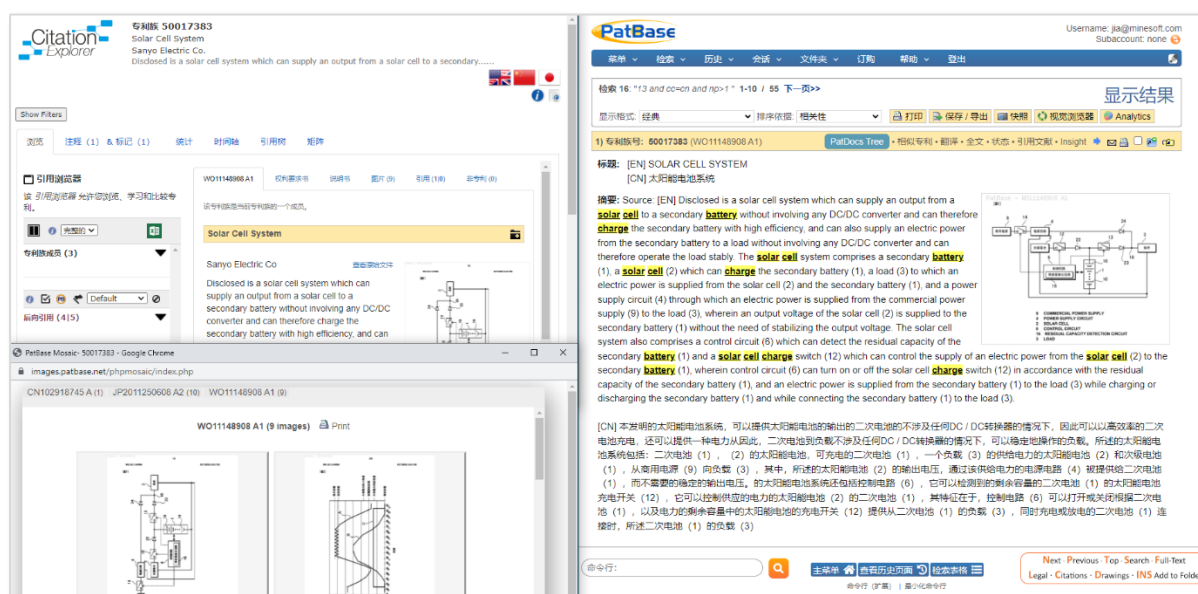 Citation
Explorer
专利族 50017383
Solar Cell System
Sanyo Electric Co.
Disclosed is a solar cell system which can supply an output from a solar cell to a secondary......
Show Filters
浏览 注释 (1) & 标记 (1) 统计 时间轴 引用树 矩阵
引用浏览器
该 引用浏览器 允许您浏览、学习和比较专
利。
完整的
专利族成员 (3)
Default
后向引用 (4|5)
WO11148908 A1 权利要求书 说明书 图片 (9) 引用 (1|8) 非专利 (0)
该专利族是当前专利族的一个成员。
Solar Cell System
Sanyo Electric Co 查看原始文件
Disclosed is a solar cell system which can
supply an output from a solar cell to a
secondary battery without involving any DC/DC
converter and can therefore charge the
secondary battery with high efficiency, and can
PatBase Mosaic- 50017383 - Google Chrome
images.patbase.net/phpmosaic/index.php
CN102918745 A (1) JP2011250608 A2 (10) WO11148908 A1 (9)
WO11148908 A1 (9 images) Print
PatBase
Username: jia@minesoft.com
Subaccount: none
菜单 检索 历史 会话 文件夹 订购 帮助 登出
检索 16: "13 and cc=cn and np>1 " 1-10 / 55 下一页>>
显示结果
显示格式: 经典 排序依据: 相关性 打印 保存 / 导出 快照 视觉浏览器 Analytics
1) 专利族号: 50017383 (WO11148908 A1) PatDocs Tree • 相似专利 • 翻译 • 全文 • 状态 • 引用文献 • Insight
标题: [EN] SOLAR CELL SYSTEM
[CN] 太阳能电池系统
摘要: Source: [EN] Disclosed is a solar cell system which can supply an output from a
solar cell to a secondary battery without involving any DC/DC converter and can therefore
charge the secondary battery with high efficiency, and can also supply an electric power
from the secondary battery to a load without involving any DC/DC converter and can
therefore operate the load stably. The solar cell system comprises a secondary battery
(1), a solar cell (2) which can charge the secondary battery (1), a load (3) to which an
electric power is supplied from the solar cell (2) and the secondary battery (1), and a power
supply circuit (4) through which an electric power is supplied from the commercial power
supply (9) to the load (3), wherein an output voltage of the solar cell (2) is supplied to the
secondary battery (1) without the need of stabilizing the output voltage. The solar cell
system also comprises a control circuit (6) which can detect the residual capacity of the
secondary battery (1) and a solar cell charge switch (12) which can control the supply of an electric power from the solar cell (2) to the
secondary battery (1), wherein control circuit (6) can turn on or off the solar cell charge switch (12) in accordance with the residual
capacity of the secondary battery (1), and an electric power is supplied from the secondary battery (1) to the load (3) while charging or
discharging the secondary battery (1) and while connecting the secondary battery (1) to the load (3).
PatBase - WO11148908 A1
9 COMMERCIAL POWER SUPPLY
4 POWER SUPPLY CIRCUIT
2 SOLAR CELL
6 CONTROL CIRCUIT
16 RESIDUAL CAPACITY DETECTION CIRCUIT
3 LOAD
[CN] 本发明的太阳能电池系统，可以提供太阳能电池的输出的二次电池的不涉及任何DC / DC转换器的情况下，因此可以以高效率的二次
电池充电，还可以提供一种电力从因此，二次电池到负载不涉及任何DC / DC转换器的情况下，可以稳定地操作的负载。所述的太阳能电
池系统包括：二次电池（1），（2）的太阳能电池，可充电的二次电池（1），一个负载（3）的供给电力的太阳能电池（2）和次级电池
（1），从商用电源（9）向负载（3），其中，所述的太阳能电池（2）的输出电压，通过该供给电力的电源电路（4）被提供给二次电池
（1），而不需要的稳定的输出电压。的太阳能电池系统还包括控制电路（6），它可以检测到的剩余容量的二次电池（1）的太阳能电池
充电开关（12），它可以控制供应的电力的太阳能电池（2）的二次电池（1），其特征在于，控制电路（6）可以打开或关闭根据二次电
池（1），以及电力的剩余容量中的太阳能电池的充电开关（12）提供从二次电池（1）的负载（3），同时充电或放电的二次电池（1）连
接时，所述二次电池（1）的负载（3）
命令行: 主菜单 查看历史页面 检索表格
命令行 (扩展) | 最小化命令行
Next · Previous · Top · Search · Full-Text
Legal · Citations · Drawings · INS Add to Folde